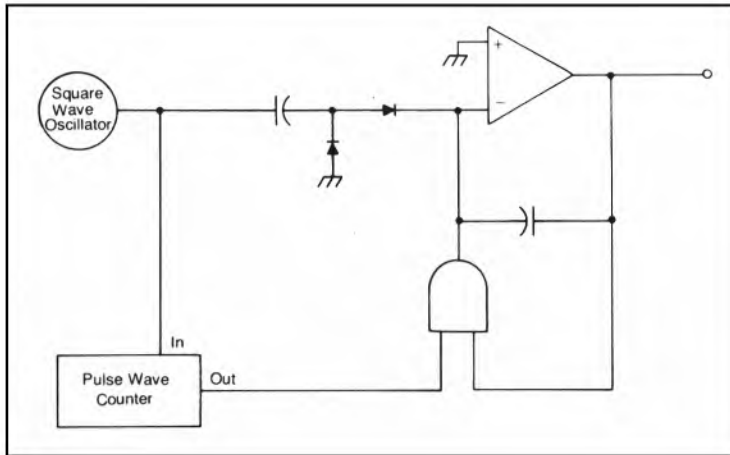 Square
Wave
Oscillator
+
−
In
Pulse Wave
Counter
Out